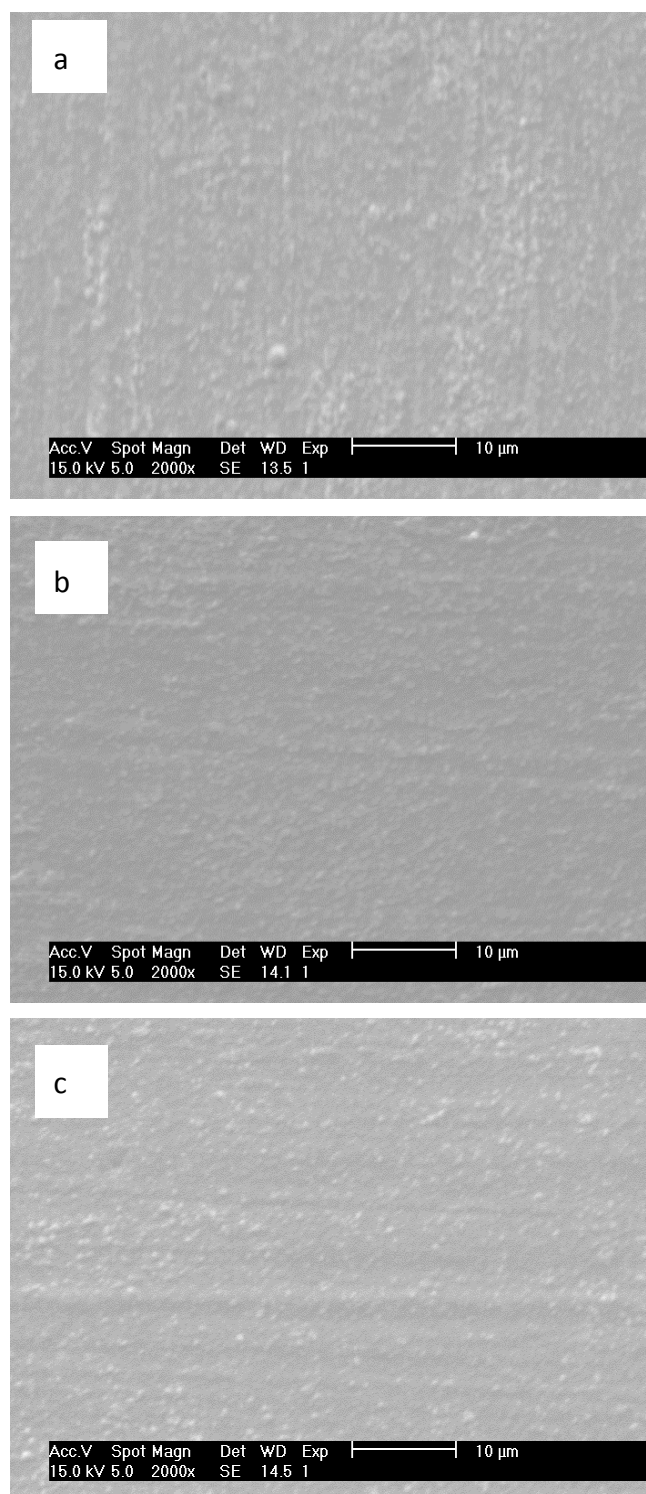 a
Acc.V Spot Magn Det WD Exp 10 µm
15.0 kV 5.0 2000x SE 13.5 1
b
Acc.V Spot Magn Det WD Exp 10 µm
15.0 kV 5.0 2000x SE 14.1 1
c
Acc.V Spot Magn Det WD Exp 10 µm
15.0 kV 5.0 2000x SE 14.5 1